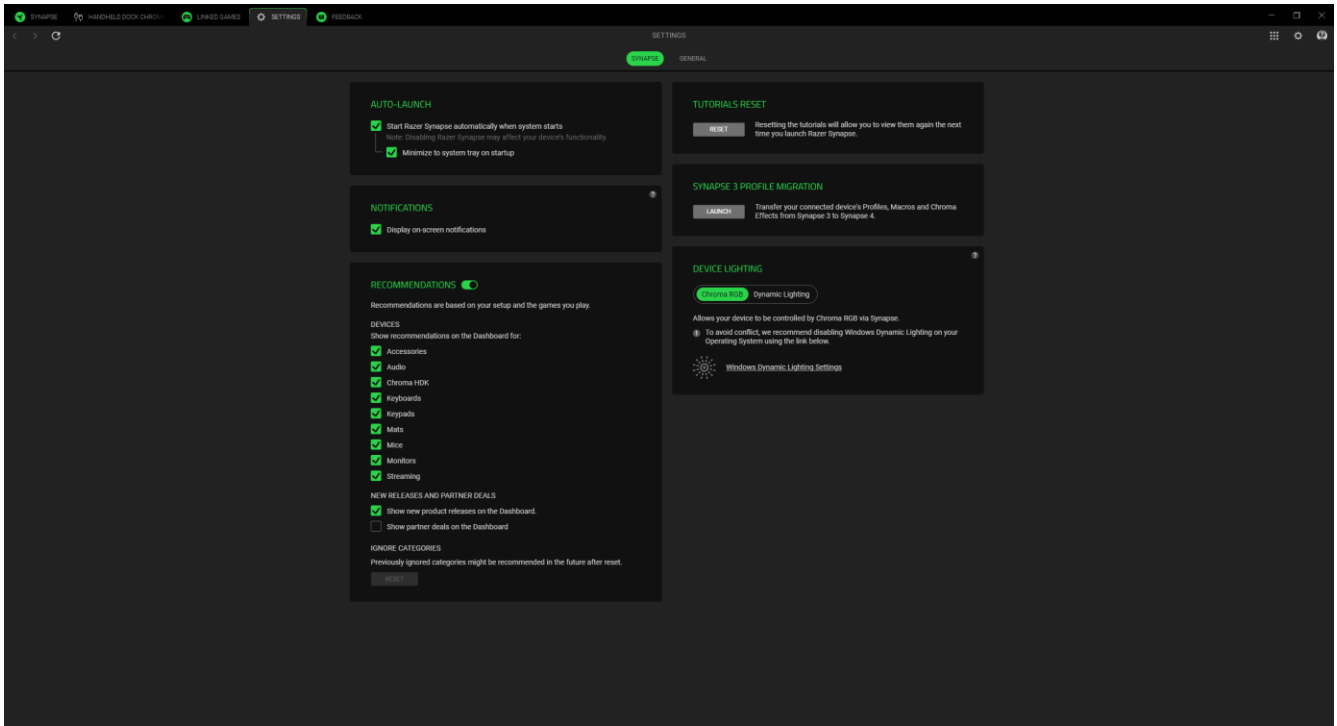 SYNAPSE
HANDHELD DOCK CHROM
LINKED GAMES
SETTINGS
FEEDBACK
SETTINGS
SYNAPSE
GENERAL
AUTO-LAUNCH
Start Razer Synapse automatically when system starts
Note: Disabling Razer Synapse may affect your device's functionality.
Minimize to system tray on startup
NOTIFICATIONS
Display on-screen notifications
RECOMMENDATIONS
Recommendations are based on your setup and the games you play.
DEVICES
Show recommendations on the Dashboard for:
Accessories
Audio
Chroma HDK
Keyboards
Keypads
Mats
Mice
Monitors
Streaming
NEW RELEASES AND PARTNER DEALS
Show new product releases on the Dashboard.
Show partner deals on the Dashboard
IGNORE CATEGORIES
Previously ignored categories might be recommended in the future after reset.
RESET
TUTORIALS RESET
RESET
Resetting the tutorials will allow you to view them again the next
time you launch Razer Synapse.
SYNAPSE 3 PROFILE MIGRATION
LAUNCH
Transfer your connected device's Profiles, Macros and Chroma
Effects from Synapse 3 to Synapse 4.
DEVICE LIGHTING
Chroma RGB
Dynamic Lighting
Allows your device to be controlled by Chroma RGB via Synapse.
To avoid conflict, we recommend disabling Windows Dynamic Lighting on your
Operating System using the link below.
Windows Dynamic Lighting Settings